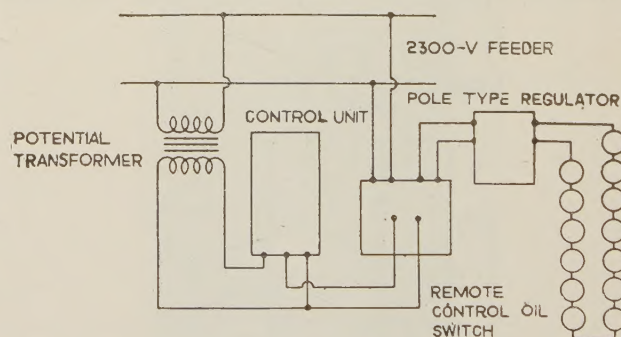 2300-V FEEDER
POLE TYPE REGULATOR
CONTROL UNIT
POTENTIAL
TRANSFORMER
REMOTE
CONTROL OIL
SWITCH